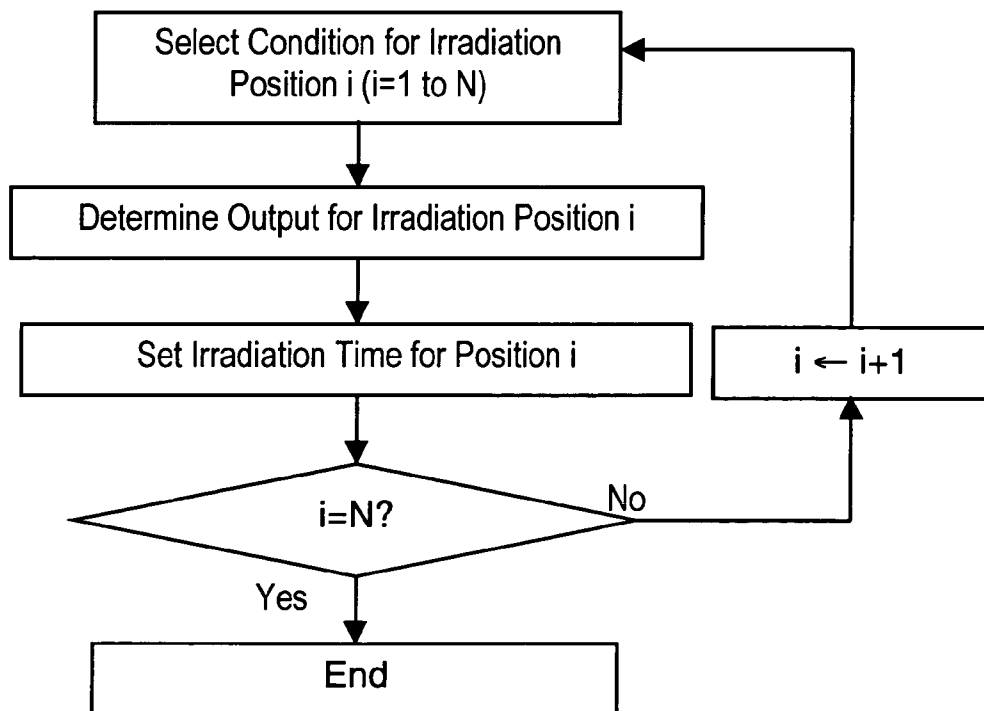 Select Condition for Irradiation
Position i (i=1 to N)
Determine Output for Irradiation Position i
Set Irradiation Time for Position i
i ← i+1
i=N?
No
Yes
End